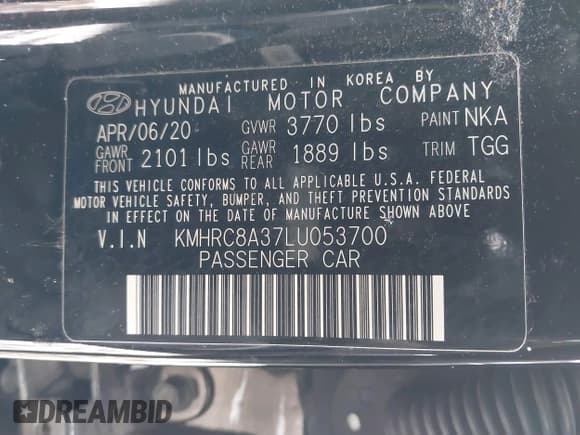 MANUFACTURED IN KOREA BY
HYUNDAI MOTOR COMPANY
APR/06/20 GVWR 3770 lbs PAINT NKA
GAWR FRONT 2101 lbs GAWR REAR 1889 lbs TRIM TGG
THIS VEHICLE CONFORMS TO ALL APPLICABLE U.S.A. FEDERAL
MOTOR VEHICLE SAFETY, BUMPER, AND THEFT PREVENTION STANDARDS
IN EFFECT ON THE DATE OF MANUFACTURE SHOWN ABOVE
V.I.N KMHRC8A37LU053700
PASSENGER CAR
DREAMBID